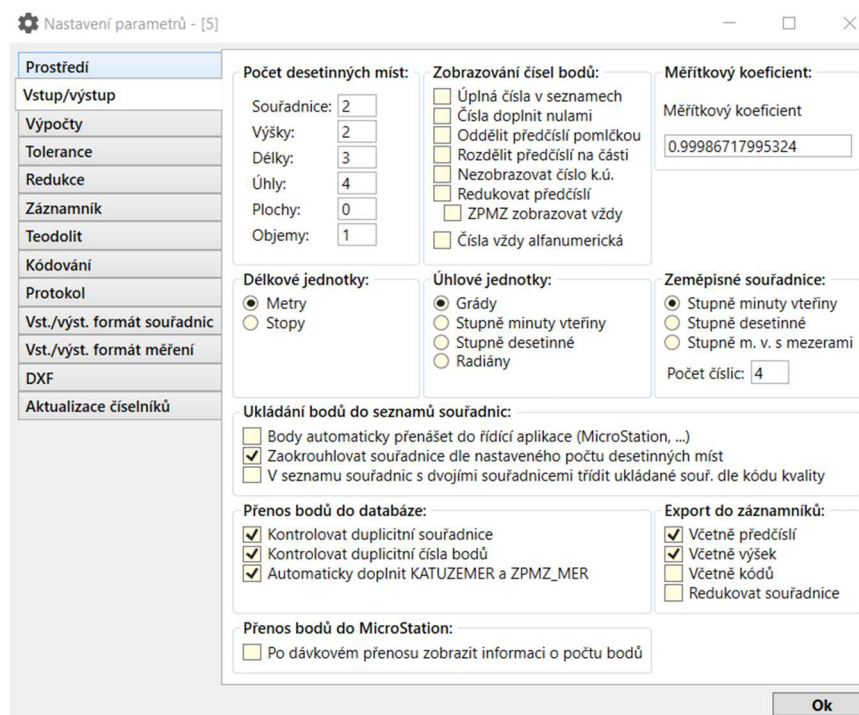 Nastavení parametrů - [5]
Prostředí
Vstup/výstup
Výpočty
Tolerance
Redukce
Záznamník
Teodolit
Kódování
Protokol
Vst./výst. formát souřadnic
Vst./výst. formát měření
DXF
Aktualizace číselníků
Počet desetinných míst:
Souřadnice: 2
Výšky: 2
Délky: 3
Úhly: 4
Plochy: 0
Objemy: 1
Zobrazování čísel bodů:
Úplná čísla v seznamech
Čísla doplnit nulami
Oddělit předčíslí pomlčkou
Rozdělit předčíslí na části
Nezobrazovat číslo k.ú.
Redukovat předčíslí
ZPMZ zobrazovat vždy
Čísla vždy alfanumerická
Měřítkový koeficient:
Měřítkový koeficient
0.99986717995324
Délkové jednotky:
Metry
Stopy
Úhlové jednotky:
Grády
Stupně minuty vteřiny
Stupně desetinné
Radiány
Zeměpisné souřadnice:
Stupně minuty vteřiny
Stupně desetinné
Stupně m. v. s mezerami
Počet číslic: 4
Ukládání bodů do seznamů souřadnic:
Body automaticky přenášet do řídící aplikace (MicroStation, ...)
Zaokrouhlovat souřadnice dle nastaveného počtu desetinných míst
V seznamu souřadnic s dvojími souřadnicemi třídit ukládané souř. dle kódu kvality
Přenos bodů do databáze:
Kontrolovat duplicitní souřadnice
Kontrolovat duplicitní čísla bodů
Automaticky doplnit KATUZEMER a ZPMZ_MER
Export do záznamníků:
Včetně předčíslí
Včetně výšek
Včetně kódů
Redukovat souřadnice
Přenos bodů do MicroStation:
Po dávkovém přenosu zobrazit informaci o počtu bodů
Ok